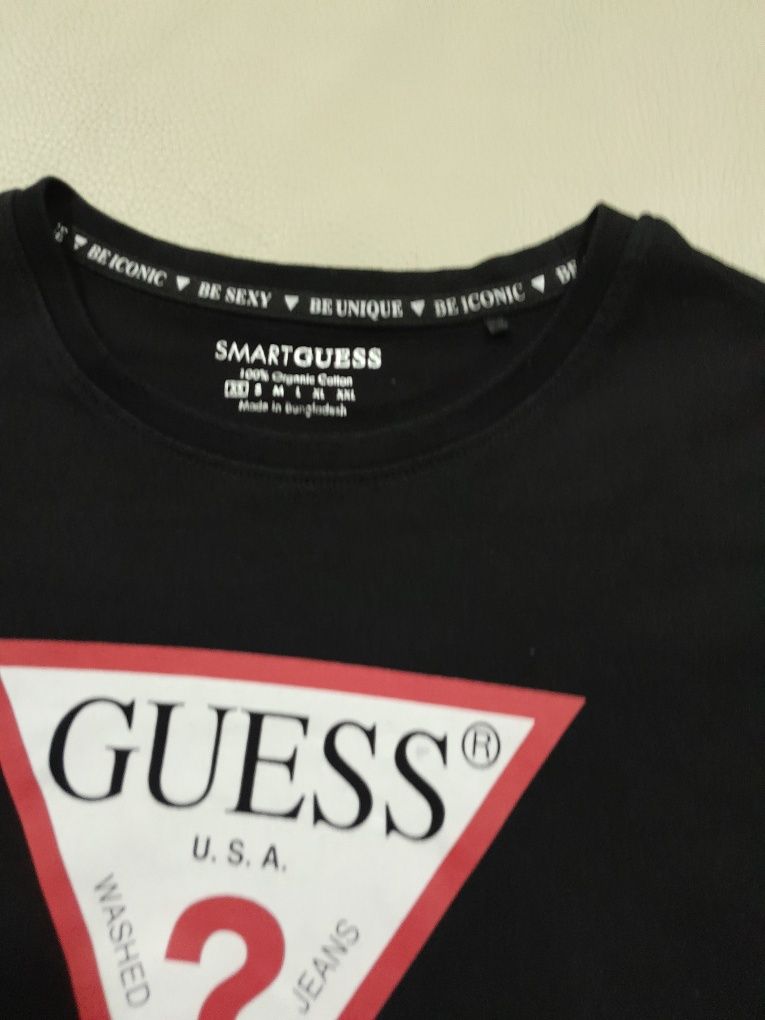 BE ICONIC BE SEXY BE UNIQUE BE ICONIC BE
SMARTGUESS
100% Organic Cotton
XS S M L XL XXL
Made in Bangladesh
GUESS®
U.S.A.
WASHED
?
JEANS